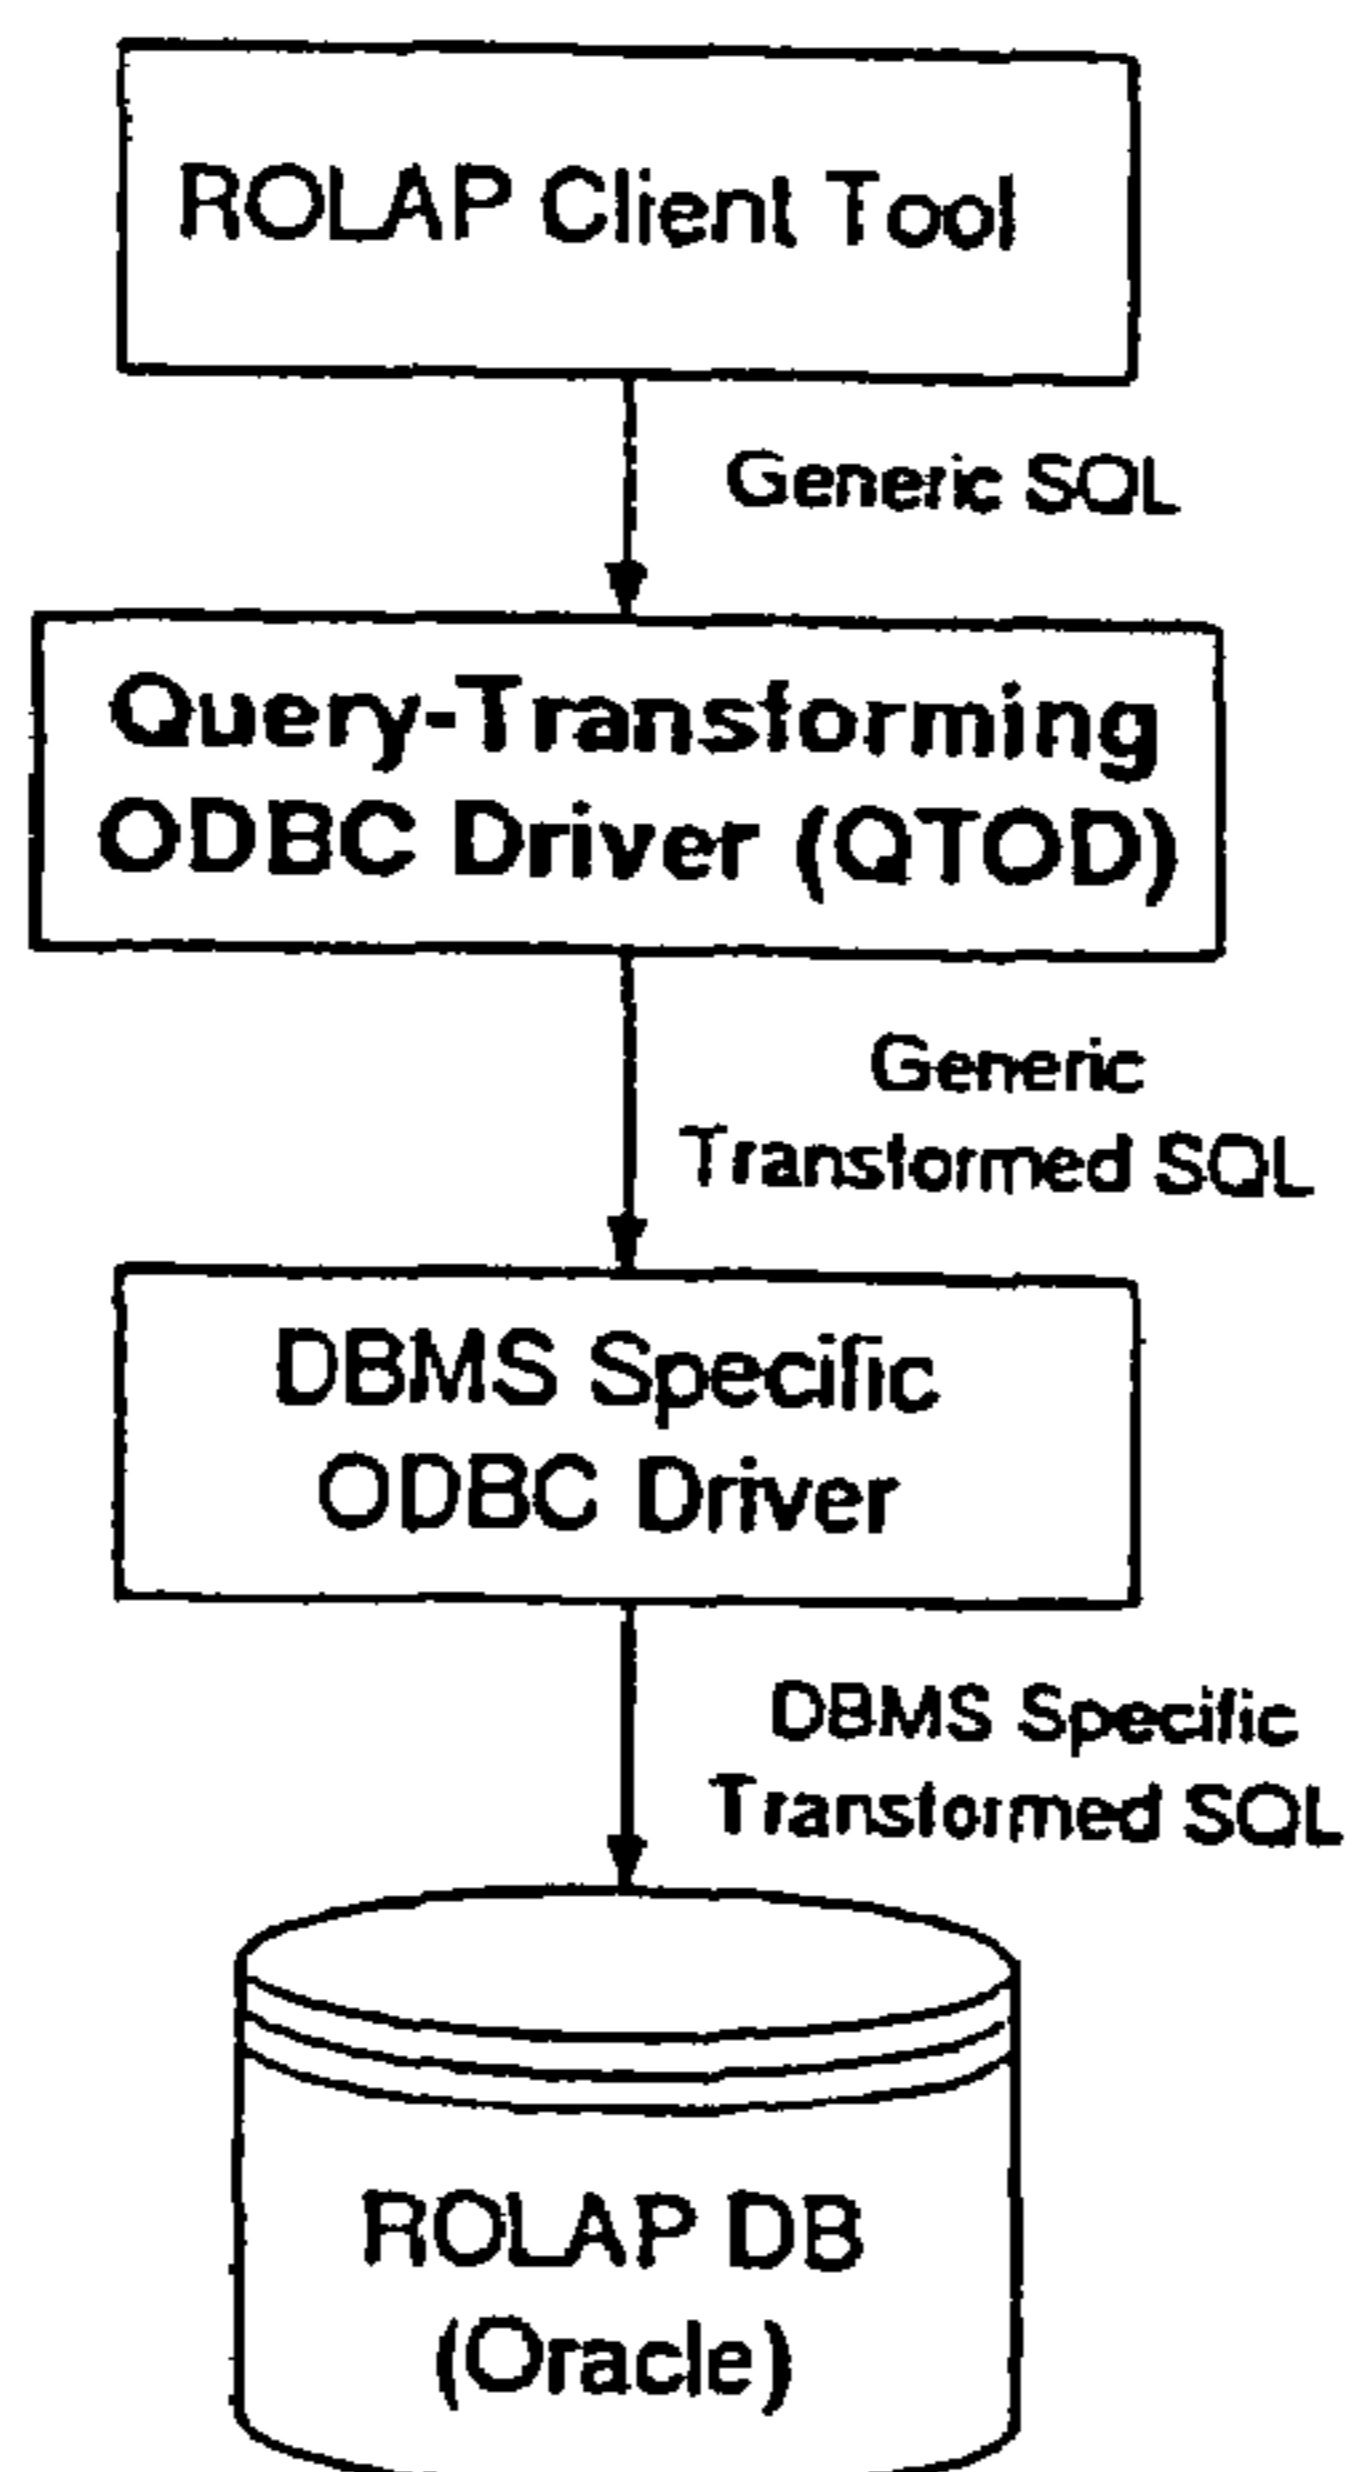 ROLAP Client Tool
Generic SQL
Query-Transforming
ODBC Driver (QTOD)
Generic
Transformed SQL
DBMS Specific
ODBC Driver
DBMS Specific
Transformed SQL
ROLAP DB
(Oracle)